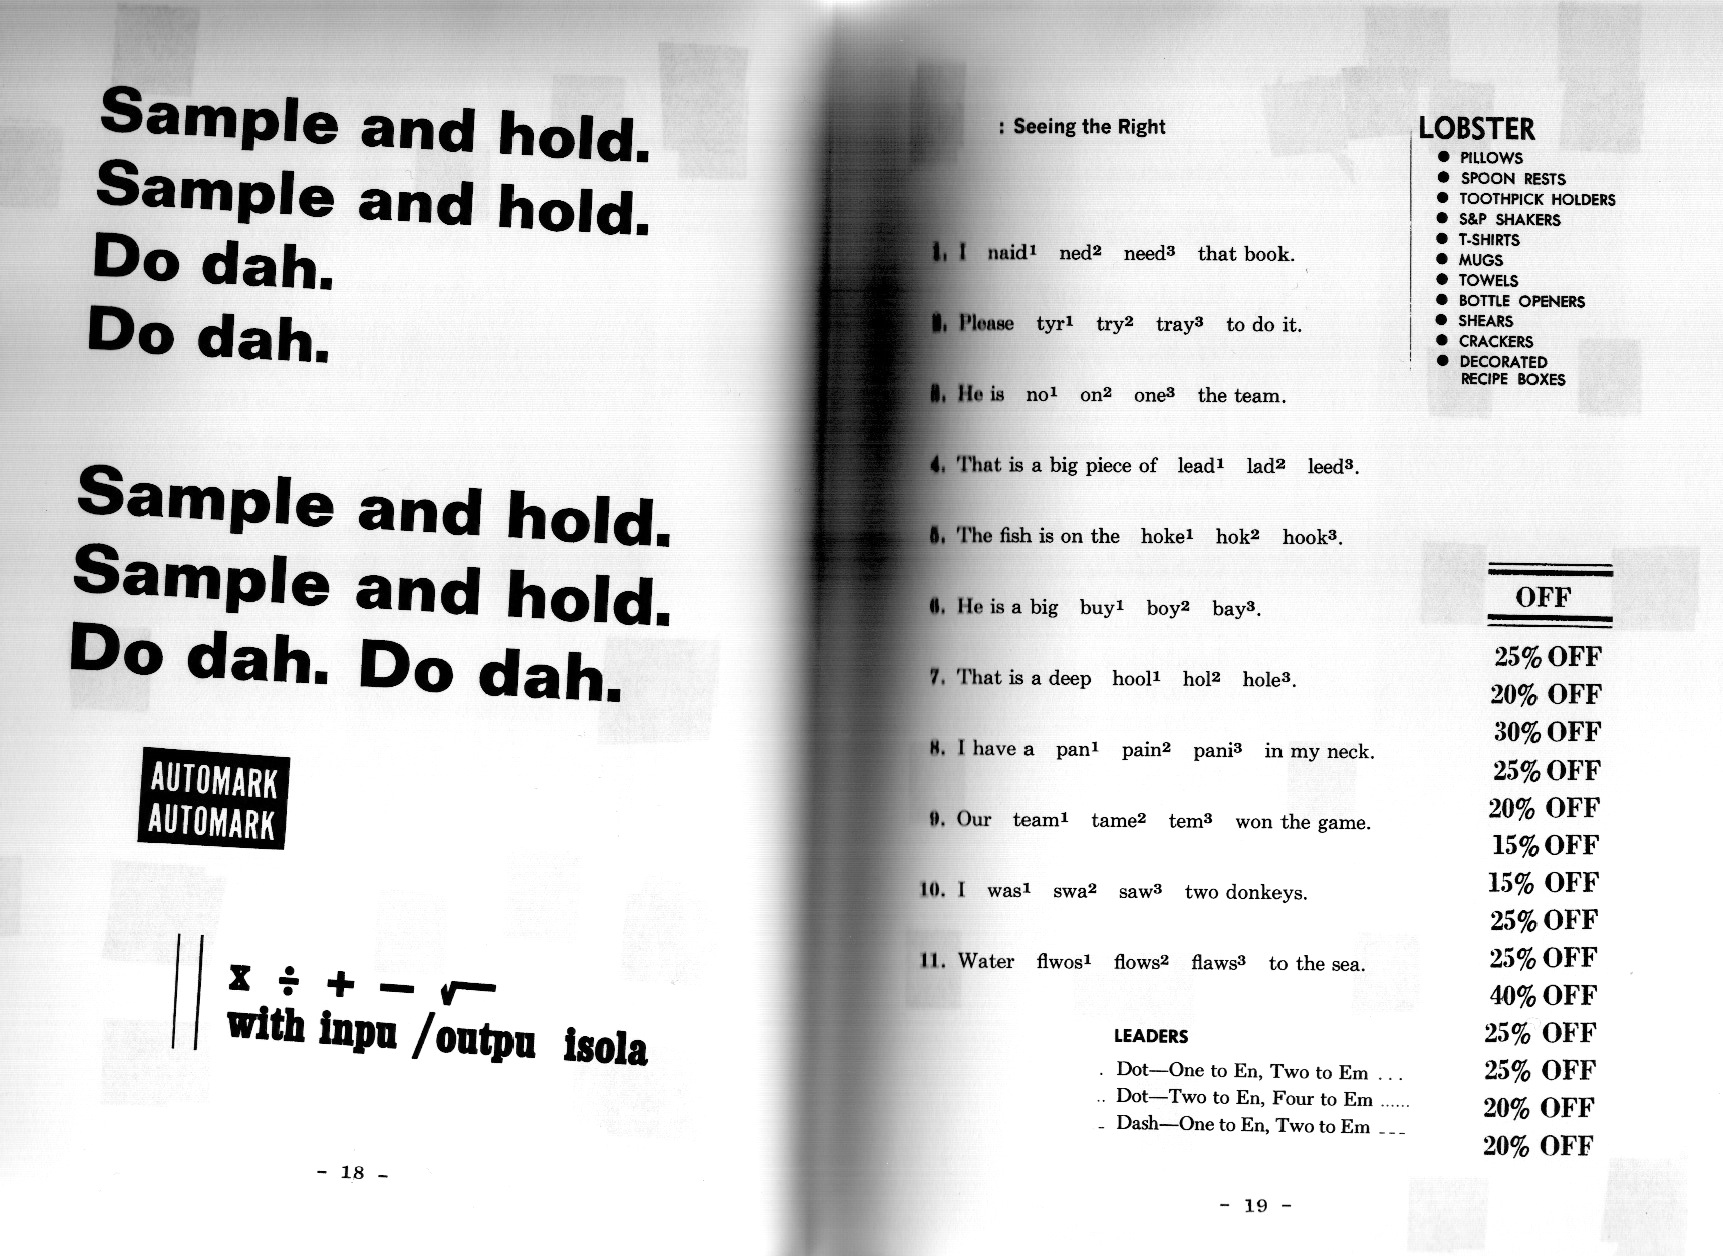 Sample and hold.
Sample and hold.
Do dah.
Do dah.
Sample and hold.
Sample and hold.
Do dah. Do dah.
AUTOMARK
AUTOMARK
x ÷ + − √
with inpu /outpu isola
- 18 -
: Seeing the Right
1. I naid¹ ned² need³ that book.
2. Please tyr¹ try² tray³ to do it.
3. He is no¹ on² one³ the team.
4. That is a big piece of lead¹ lad² leed³.
5. The fish is on the hoke¹ hok² hook³.
6. He is a big buy¹ boy² bay³.
7. That is a deep hool¹ hol² hole³.
8. I have a pan¹ pain² pani³ in my neck.
9. Our team¹ tame² tem³ won the game.
10. I was¹ swa² saw³ two donkeys.
11. Water flwos¹ flows² flaws³ to the sea.
LEADERS
. Dot—One to En, Two to Em . . .
.. Dot—Two to En, Four to Em ......
- Dash—One to En, Two to Em - - -
LOBSTER
● PILLOWS
● SPOON RESTS
● TOOTHPICK HOLDERS
● S&P SHAKERS
● T-SHIRTS
● MUGS
● TOWELS
● BOTTLE OPENERS
● SHEARS
● CRACKERS
● DECORATED
RECIPE BOXES
OFF
25% OFF
20% OFF
30% OFF
25% OFF
20% OFF
15% OFF
15% OFF
25% OFF
25% OFF
40% OFF
25% OFF
25% OFF
20% OFF
20% OFF
- 19 -